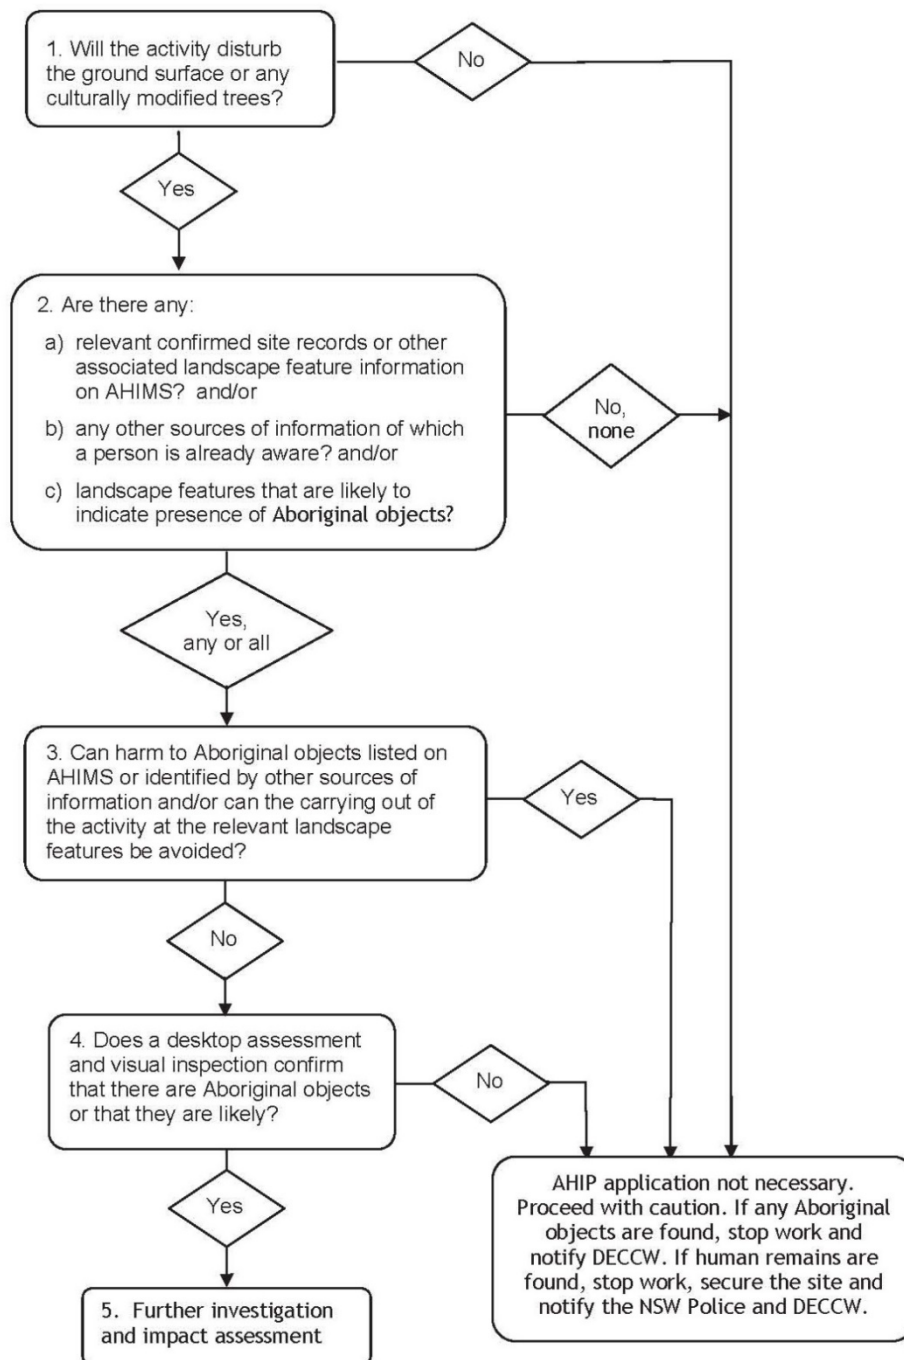 1. Will the activity disturb
the ground surface or any
culturally modified trees?
No
Yes
2. Are there any:
a) relevant confirmed site records or other
associated landscape feature information
on AHIMS? and/or
b) any other sources of information of which
a person is already aware? and/or
c) landscape features that are likely to
indicate presence of Aboriginal objects?
No,
none
Yes,
any or all
3. Can harm to Aboriginal objects listed on
AHIMS or identified by other sources of
information and/or can the carrying out of
the activity at the relevant landscape
features be avoided?
Yes
No
4. Does a desktop assessment
and visual inspection confirm
that there are Aboriginal objects
or that they are likely?
No
Yes
AHIP application not necessary.
Proceed with caution. If any Aboriginal
objects are found, stop work and
notify DECCW. If human remains are
found, stop work, secure the site and
notify the NSW Police and DECCW.
5. Further investigation
and impact assessment